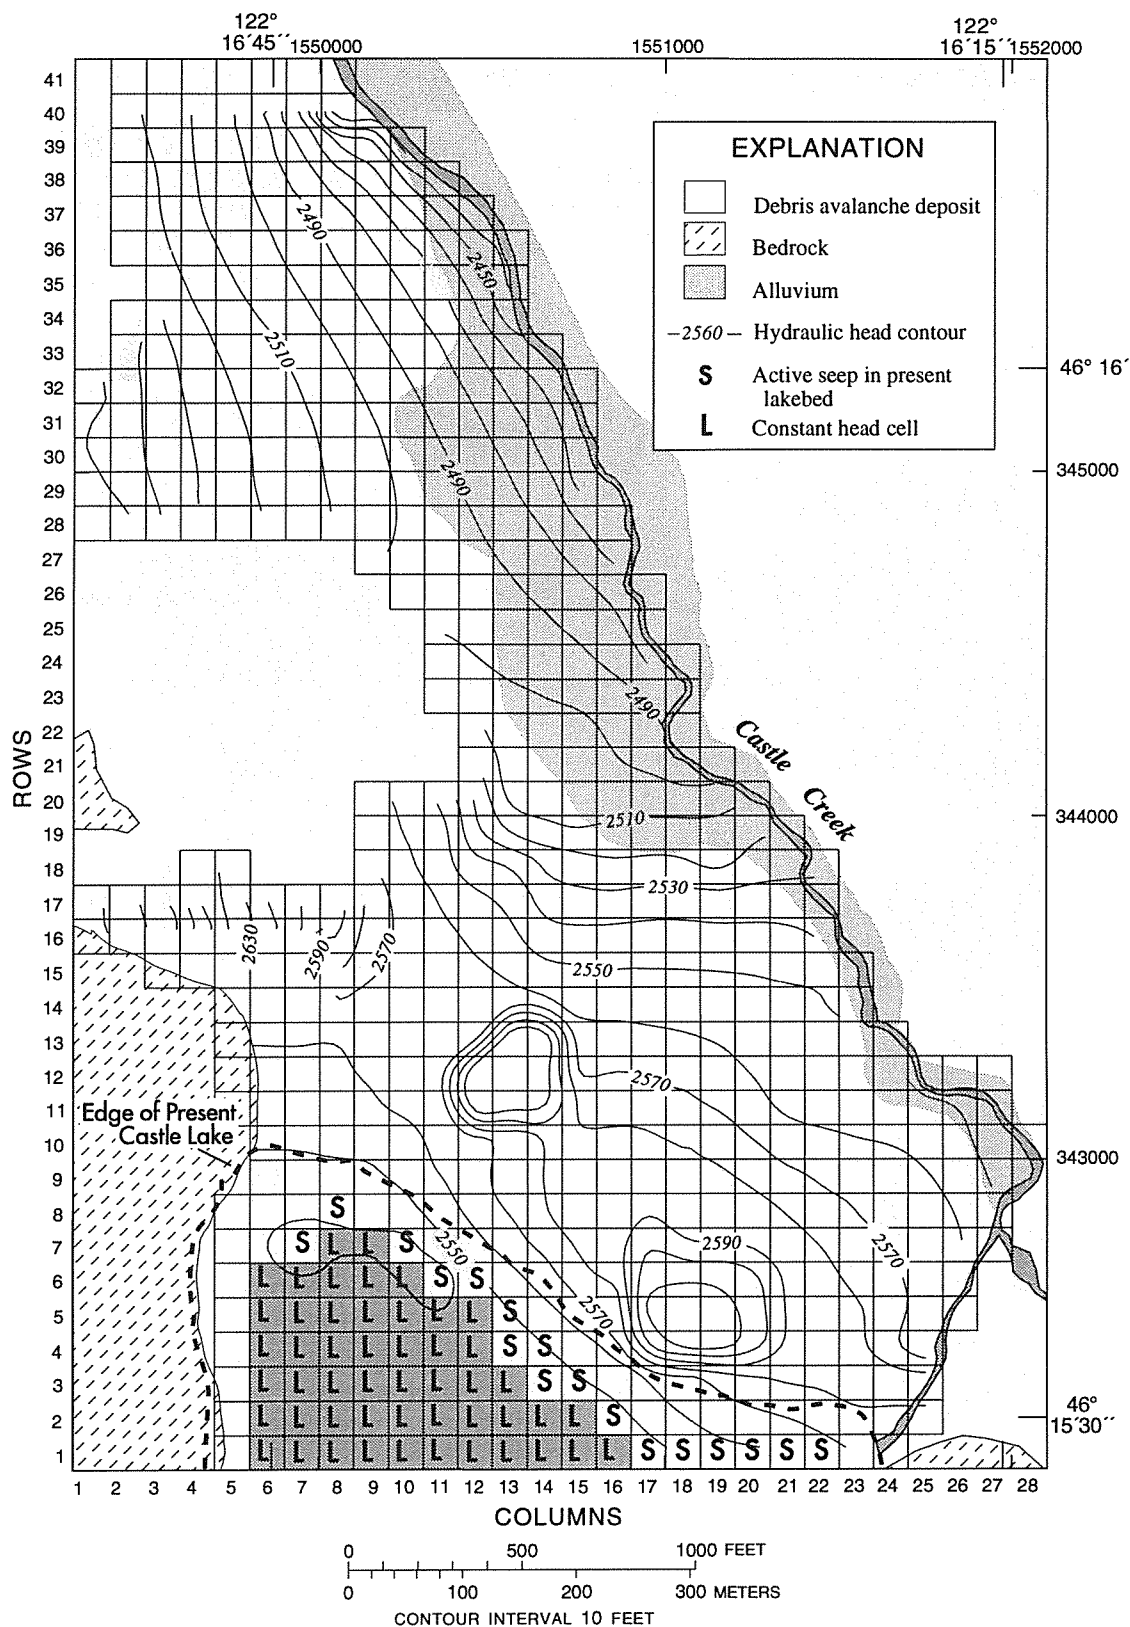 122°
16´45´´ 1550000
1551000
122°
16´15´´ 1552000
41
40
39
38
37
36
35
34
33
32
31
30
29
28
27
26
25
24
23
22
21
20
19
18
17
16
15
14
13
12
11
10
9
8
7
6
5
4
3
2
1
ROWS
EXPLANATION
Debris avalanche deposit
Bedrock
Alluvium
–2560– Hydraulic head contour
S Active seep in present
lakebed
L Constant head cell
46° 16´
345000
344000
343000
46°
15´30´´
2490
2450
2510
2490
2490
Castle
Creek
2510
2530
2630
2590
2570
2550
2570
Edge of Present
Castle Lake
2550
2590
2570
2570
S
S L L S
L L L L L S S
L L L L L L L S
L L L L L L L S S
L L L L L L L L S S
L L L L L L L L L L S
L L L L L L L L L L L S S S S S S
1 2 3 4 5 6 7 8 9 10 11 12 13 14 15 16 17 18 19 20 21 22 23 24 25 26 27 28
COLUMNS
0 500 1000 FEET
0 100 200 300 METERS
CONTOUR INTERVAL 10 FEET